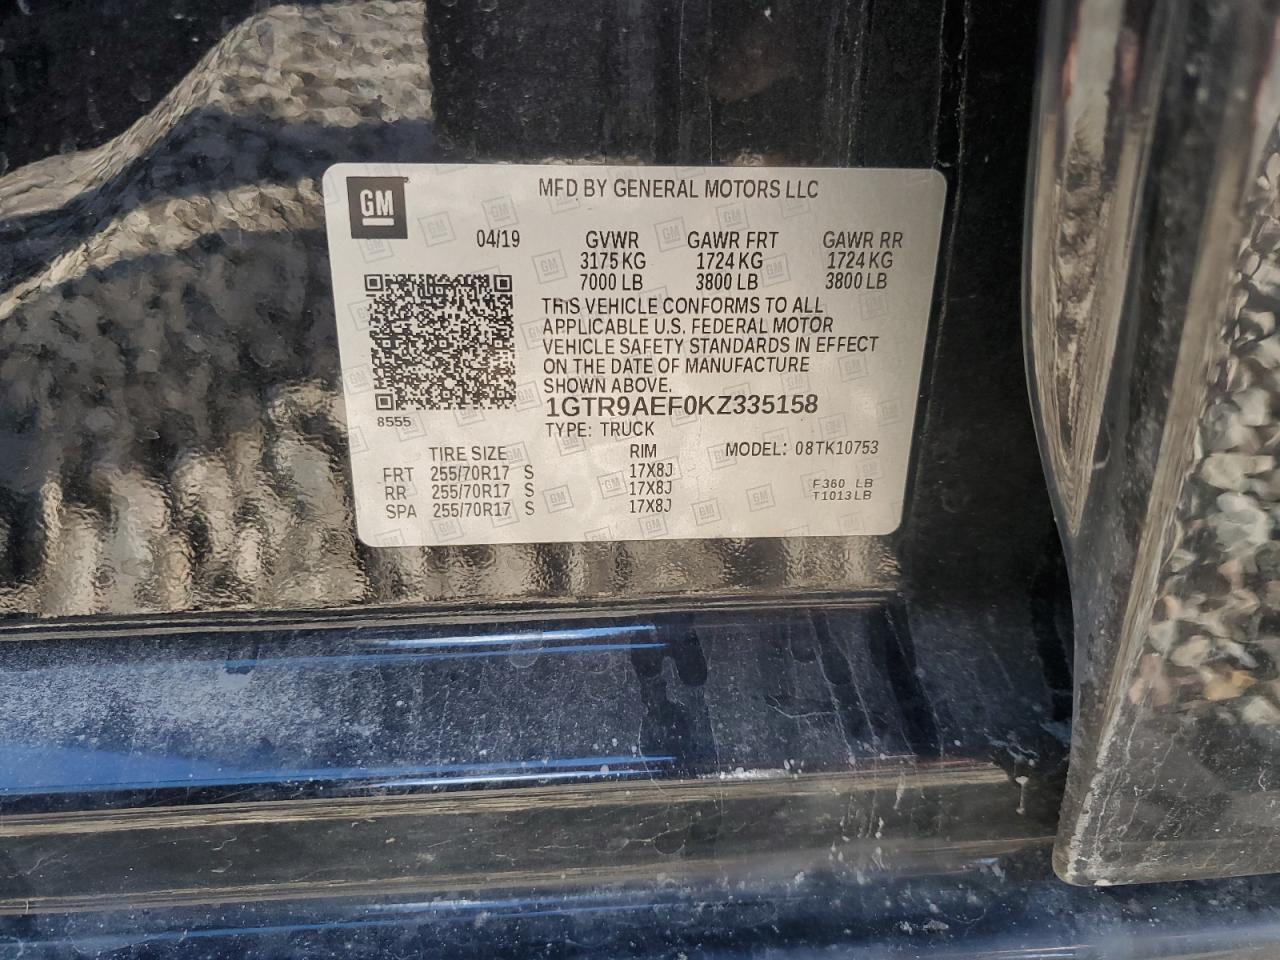 GM
MFD BY GENERAL MOTORS LLC
04/19
GVWR GAWR FRT GAWR RR
3175 KG 1724 KG 1724 KG
7000 LB 3800 LB 3800 LB
THIS VEHICLE CONFORMS TO ALL
APPLICABLE U.S. FEDERAL MOTOR
VEHICLE SAFETY STANDARDS IN EFFECT
ON THE DATE OF MANUFACTURE
SHOWN ABOVE.
1GTR9AEF0KZ335158
8555
TYPE: TRUCK
TIRE SIZE RIM MODEL: 08TK10753
FRT 255/70R17 S 17X8J
RR 255/70R17 S 17X8J
SPA 255/70R17 S 17X8J
F360 LB
T1013LB